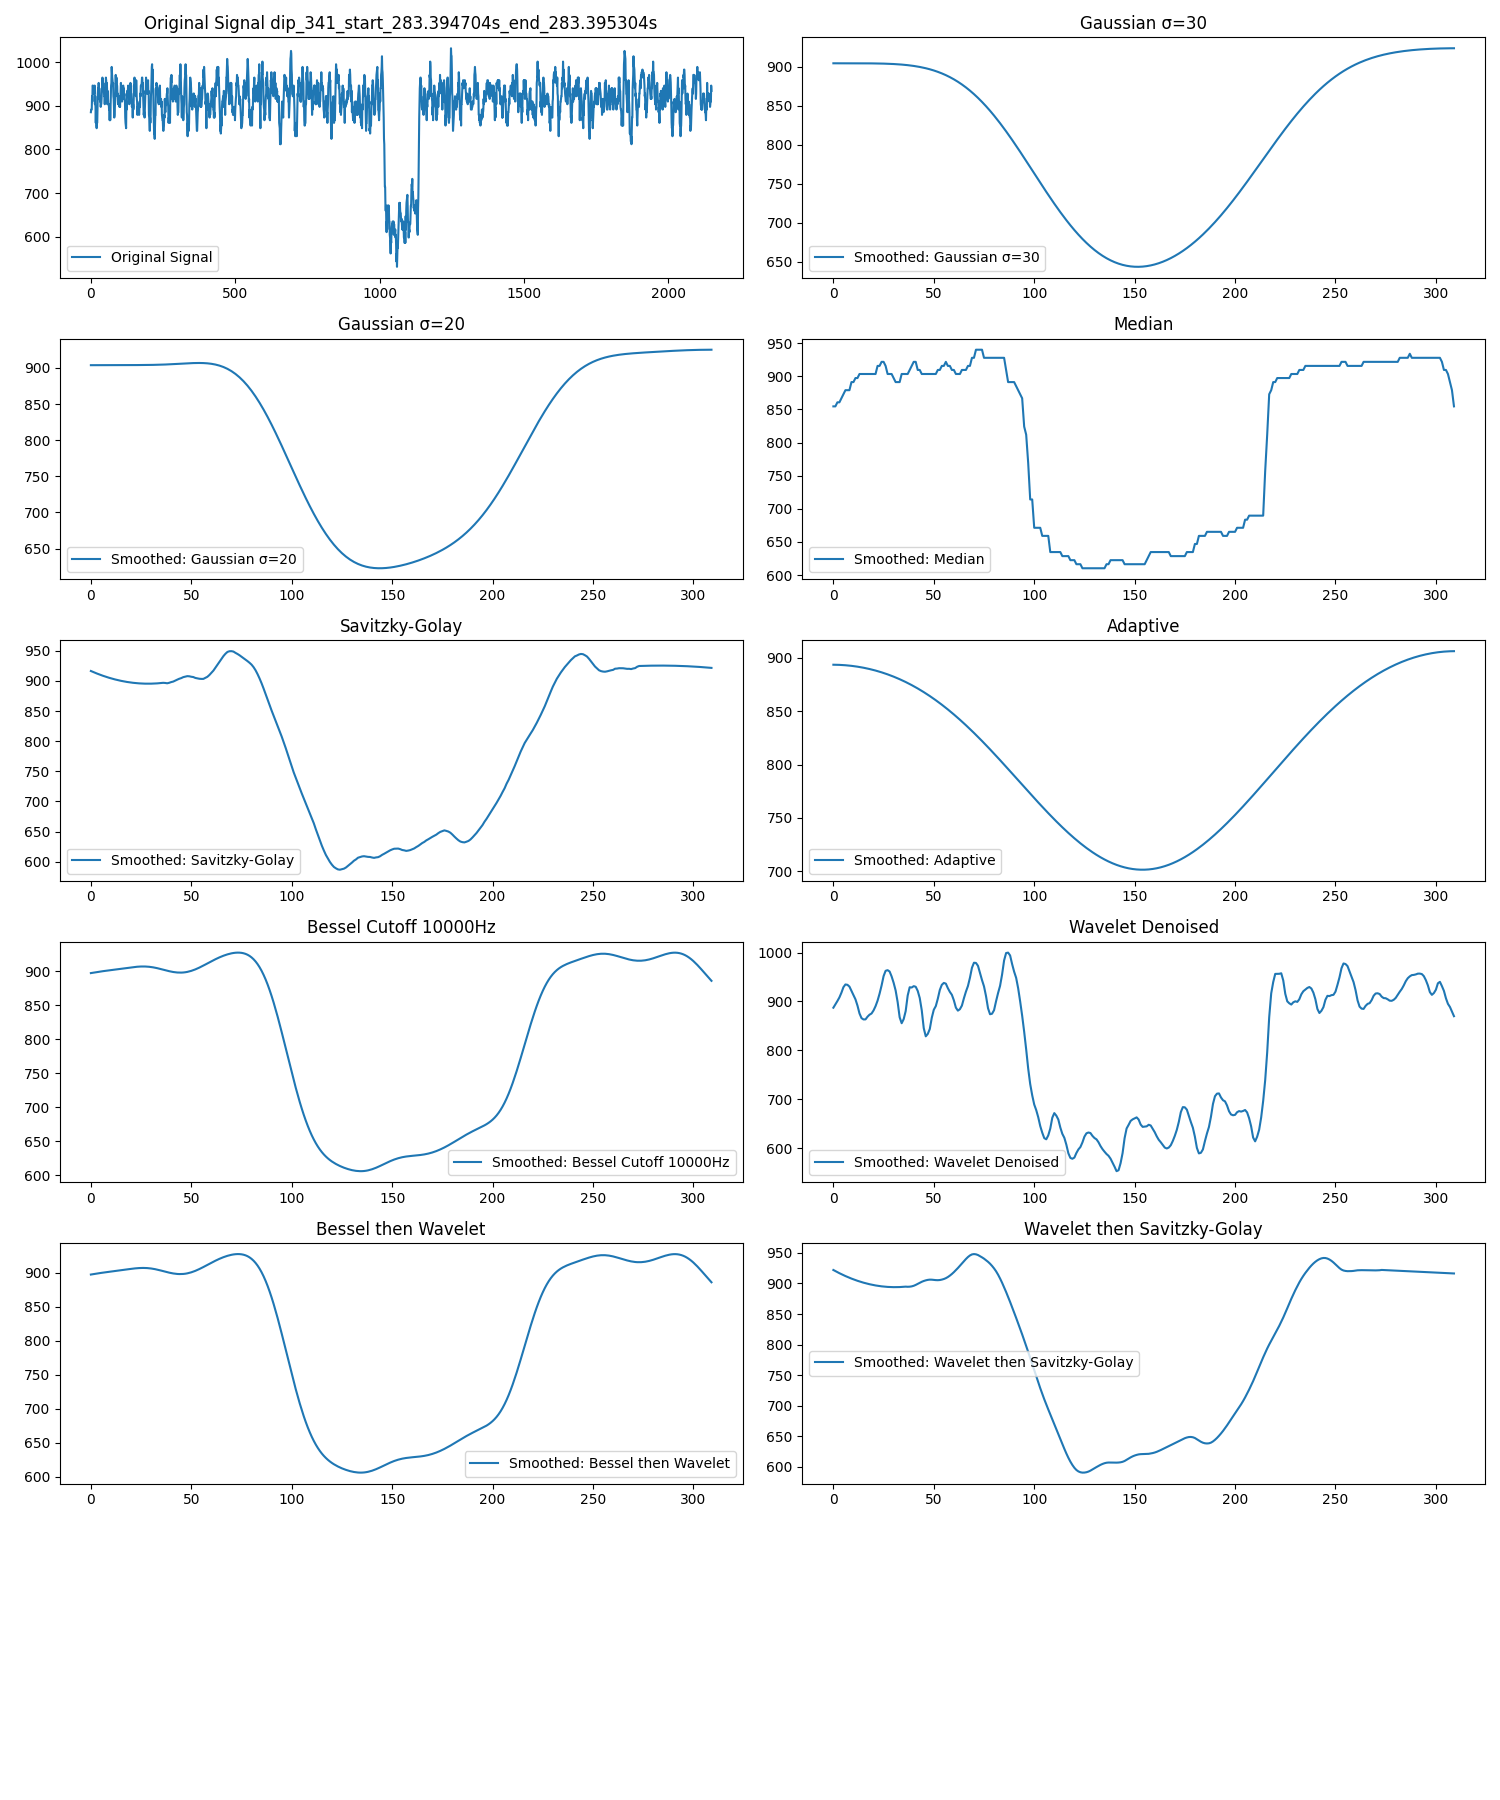 Original Signal dip_341_start_283.394704s_end_283.395304s
1000
900
800
700
600
Original Signal
0 500 1000 1500 2000
Gaussian σ=30
900
850
800
750
700
650
Smoothed: Gaussian σ=30
0 50 100 150 200 250 300
Gaussian σ=20
900
850
800
750
700
650
Smoothed: Gaussian σ=20
0 50 100 150 200 250 300
Median
950
900
850
800
750
700
650
600
Smoothed: Median
0 50 100 150 200 250 300
Savitzky-Golay
950
900
850
800
750
700
650
600
Smoothed: Savitzky-Golay
0 50 100 150 200 250 300
Adaptive
900
850
800
750
700
Smoothed: Adaptive
0 50 100 150 200 250 300
Bessel Cutoff 10000Hz
900
850
800
750
700
650
600
Smoothed: Bessel Cutoff 10000Hz
0 50 100 150 200 250 300
Wavelet Denoised
1000
900
800
700
600
Smoothed: Wavelet Denoised
0 50 100 150 200 250 300
Bessel then Wavelet
900
850
800
750
700
650
600
Smoothed: Bessel then Wavelet
0 50 100 150 200 250 300
Wavelet then Savitzky-Golay
950
900
850
800
750
700
650
600
Smoothed: Wavelet then Savitzky-Golay
0 50 100 150 200 250 300